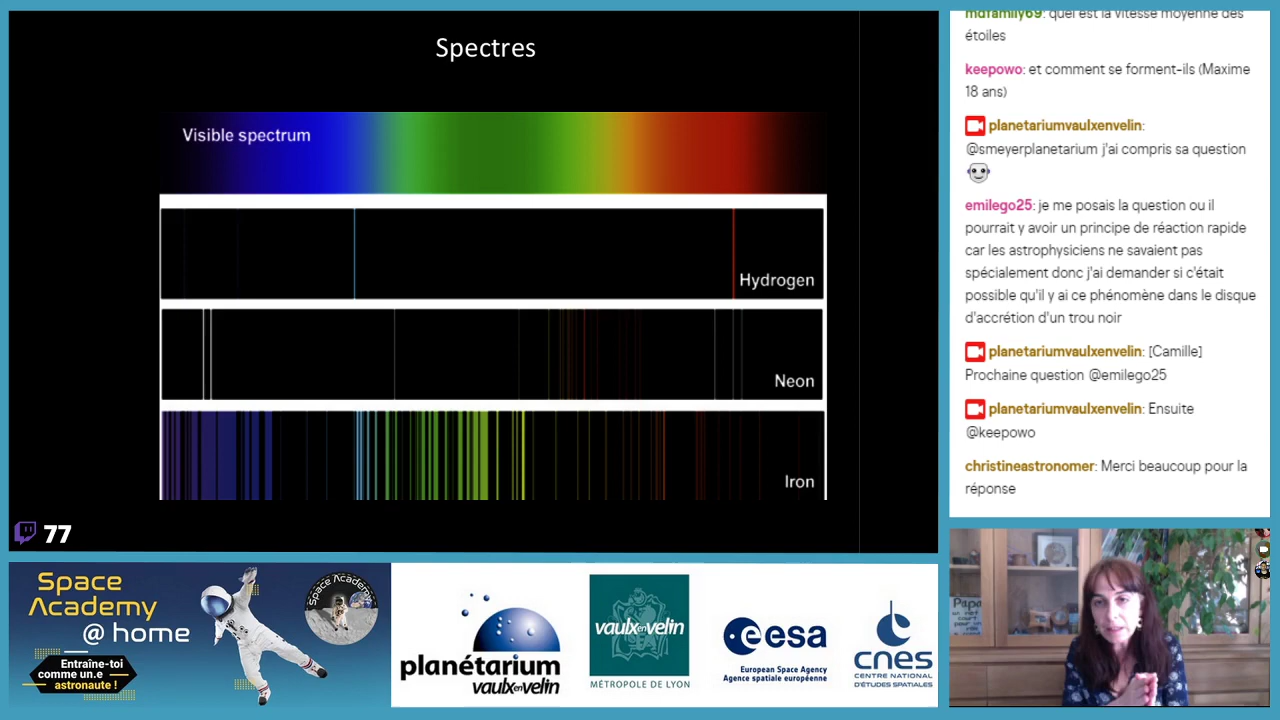 Spectres
Visible spectrum
Hydrogen
Neon
Iron
77
mdfamily69: quel est la vitesse moyenne des
étoiles
keepowo: et comment se forment-ils (Maxime
18 ans)
planetariumvaulxenvelin:
@smeyerplanetarium j'ai compris sa question
emilego25: je me posais la question ou il
pourrait y avoir un principe de réaction rapide
car les astrophysiciens ne savaient pas
spécialement donc j'ai demander si c'était
possible qu'il y ai ce phénomène dans le disque
d'accrétion d'un trou noir
planetariumvaulxenvelin: [Camille]
Prochaine question @emilego25
planetariumvaulxenvelin: Ensuite
@keepowo
christineastronomer: Merci beaucoup pour la
réponse
Space
Academy
@ home
Entraîne-toi
comme un.e
astronaute !
Space Academy
planétarium
vaulx en velin
vaulx en velin
MÉTROPOLE DE LYON
esa
European Space Agency
Agence spatiale européenne
cnes
CENTRE NATIONAL
D'ÉTUDES SPATIALES
Papa